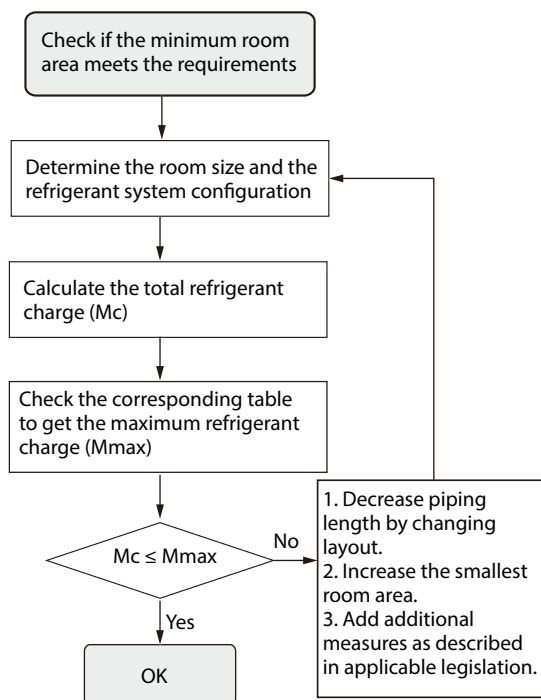 Check if the minimum room
area meets the requirements
Determine the room size and the
refrigerant system configuration
Calculate the total refrigerant
charge (Mc)
Check the corresponding table
to get the maximum refrigerant
charge (Mmax)
Mc ≤ Mmax
No
1. Decrease piping
length by changing
layout.
2. Increase the smallest
room area.
3. Add additional
measures as described
in applicable legislation.
Yes
OK